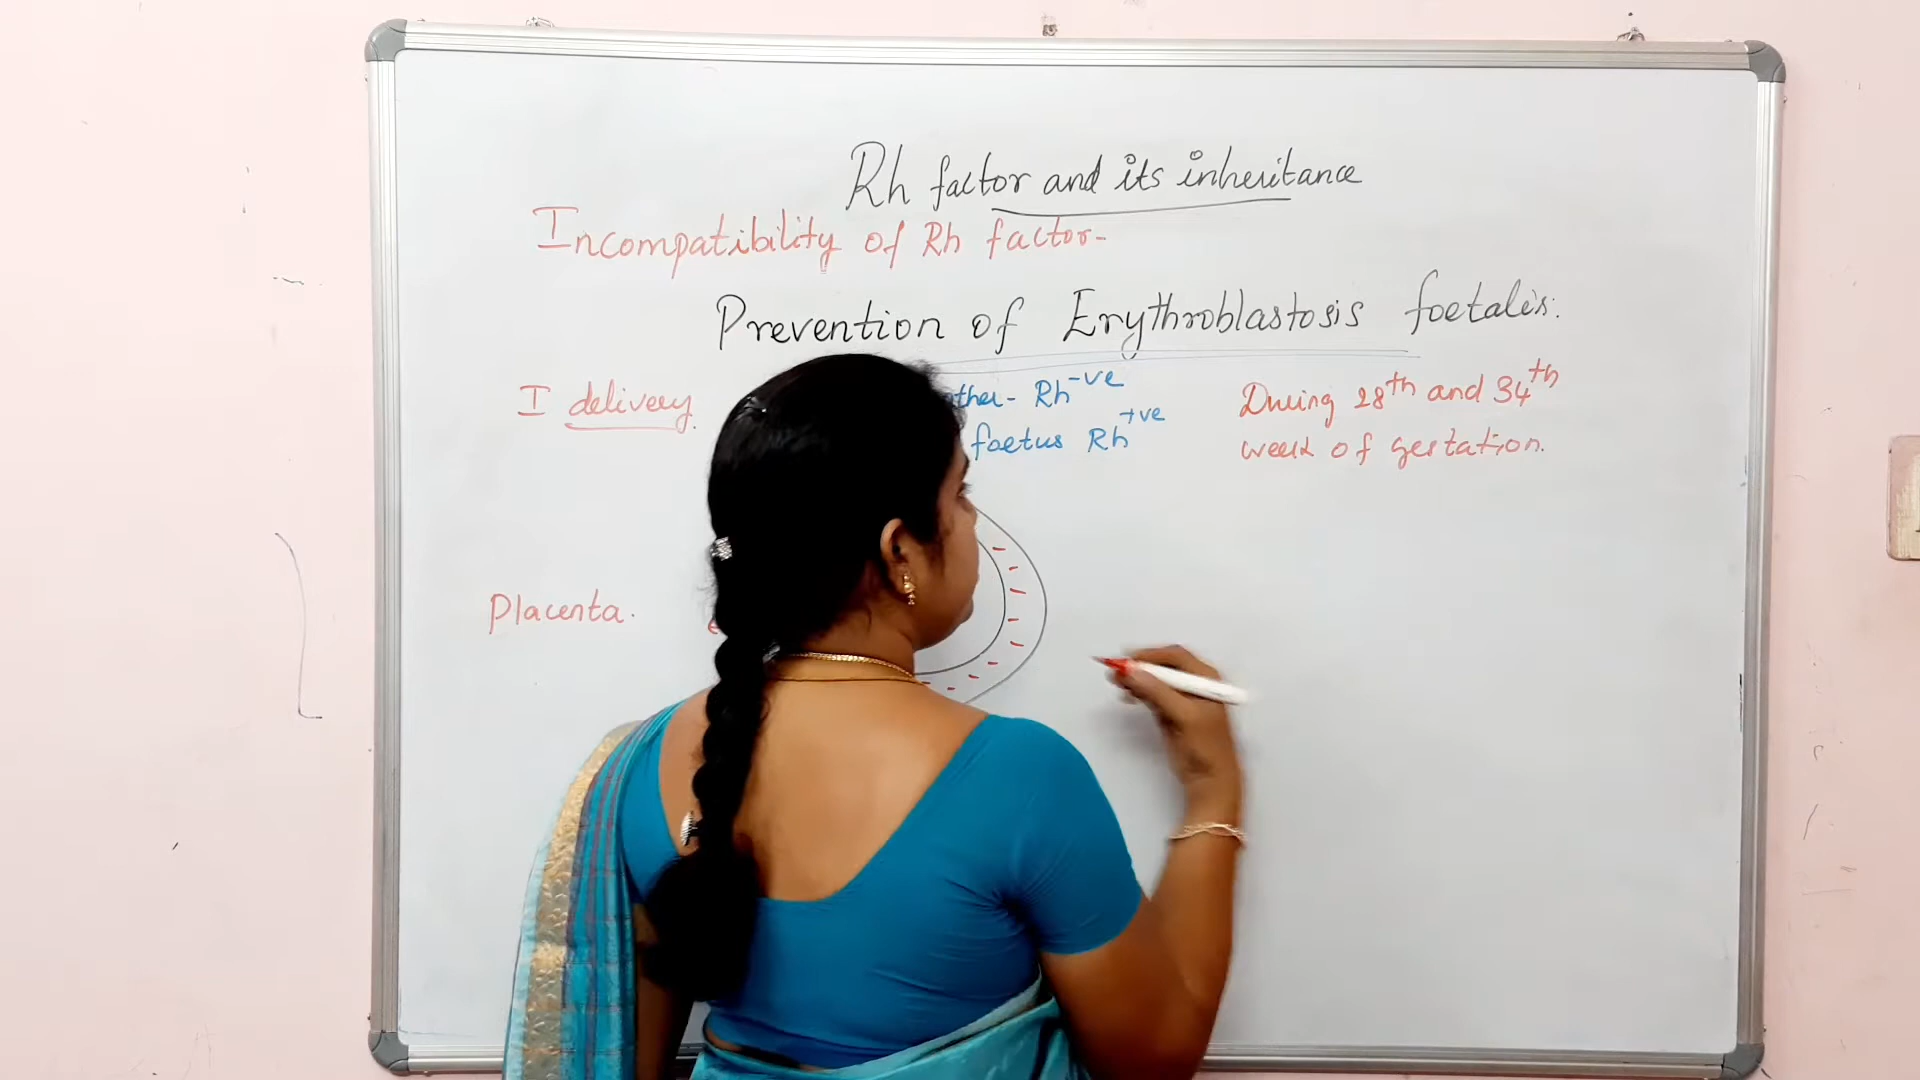 Rh factor and its inheritance
Incompatibility of Rh factor-
Prevention of Erythroblastosis foetalis:
I delivery.
ther- Rh-ve
foetus Rh+ve
During 28th and 34th
week of gestation.
Placenta.